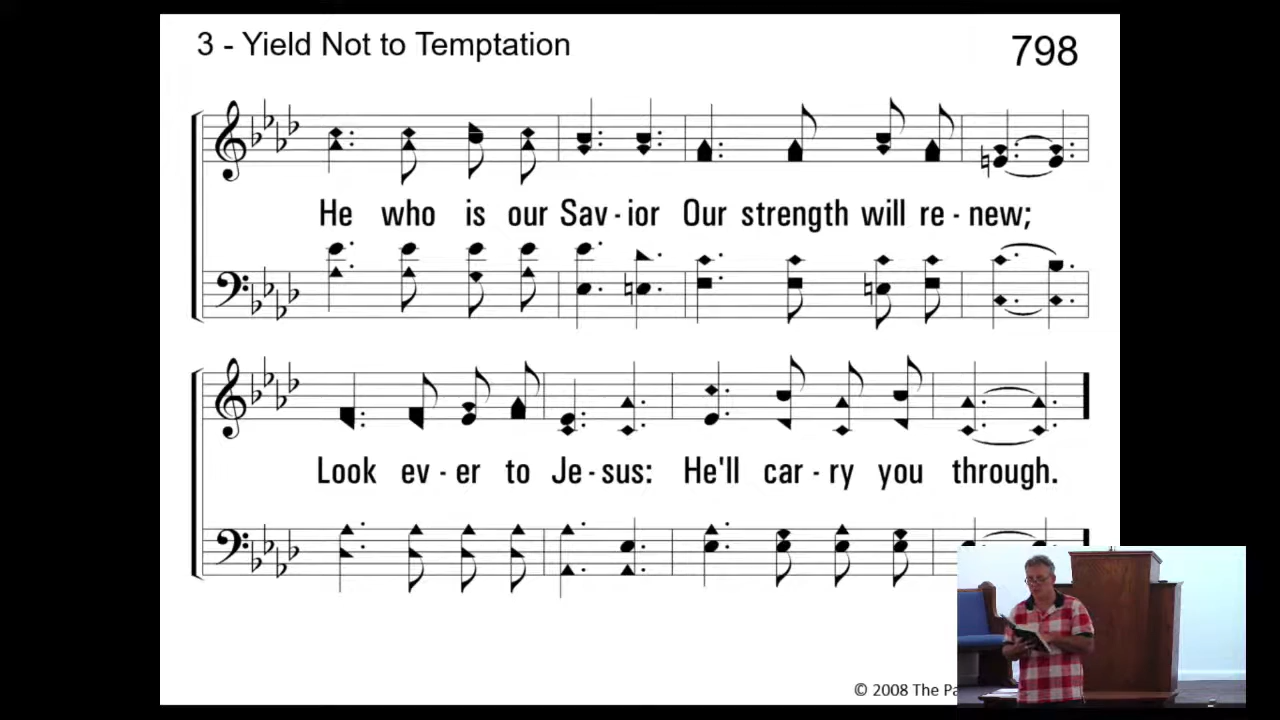 3 - Yield Not to Temptation
798
He who is our Sav - ior Our strength will re - new;
Look ev - er to Je - sus: He'll car - ry you through.
© 2008 The